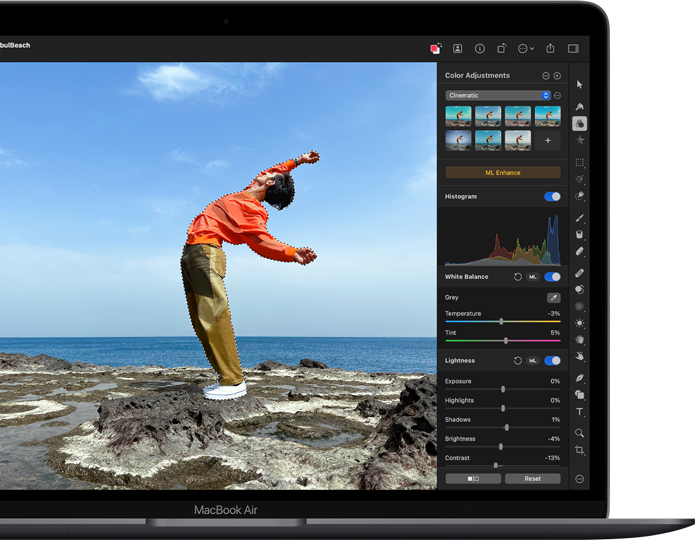 bulBeach
Color Adjustments
Cinematic
ML Enhance
Histogram
White Balance
ML
Grey
Temperature
-3%
Tint
5%
Lightness
ML
Exposure
0%
Highlights
0%
Shadows
1%
Brightness
-4%
Contrast
-13%
Reset
MacBook Air